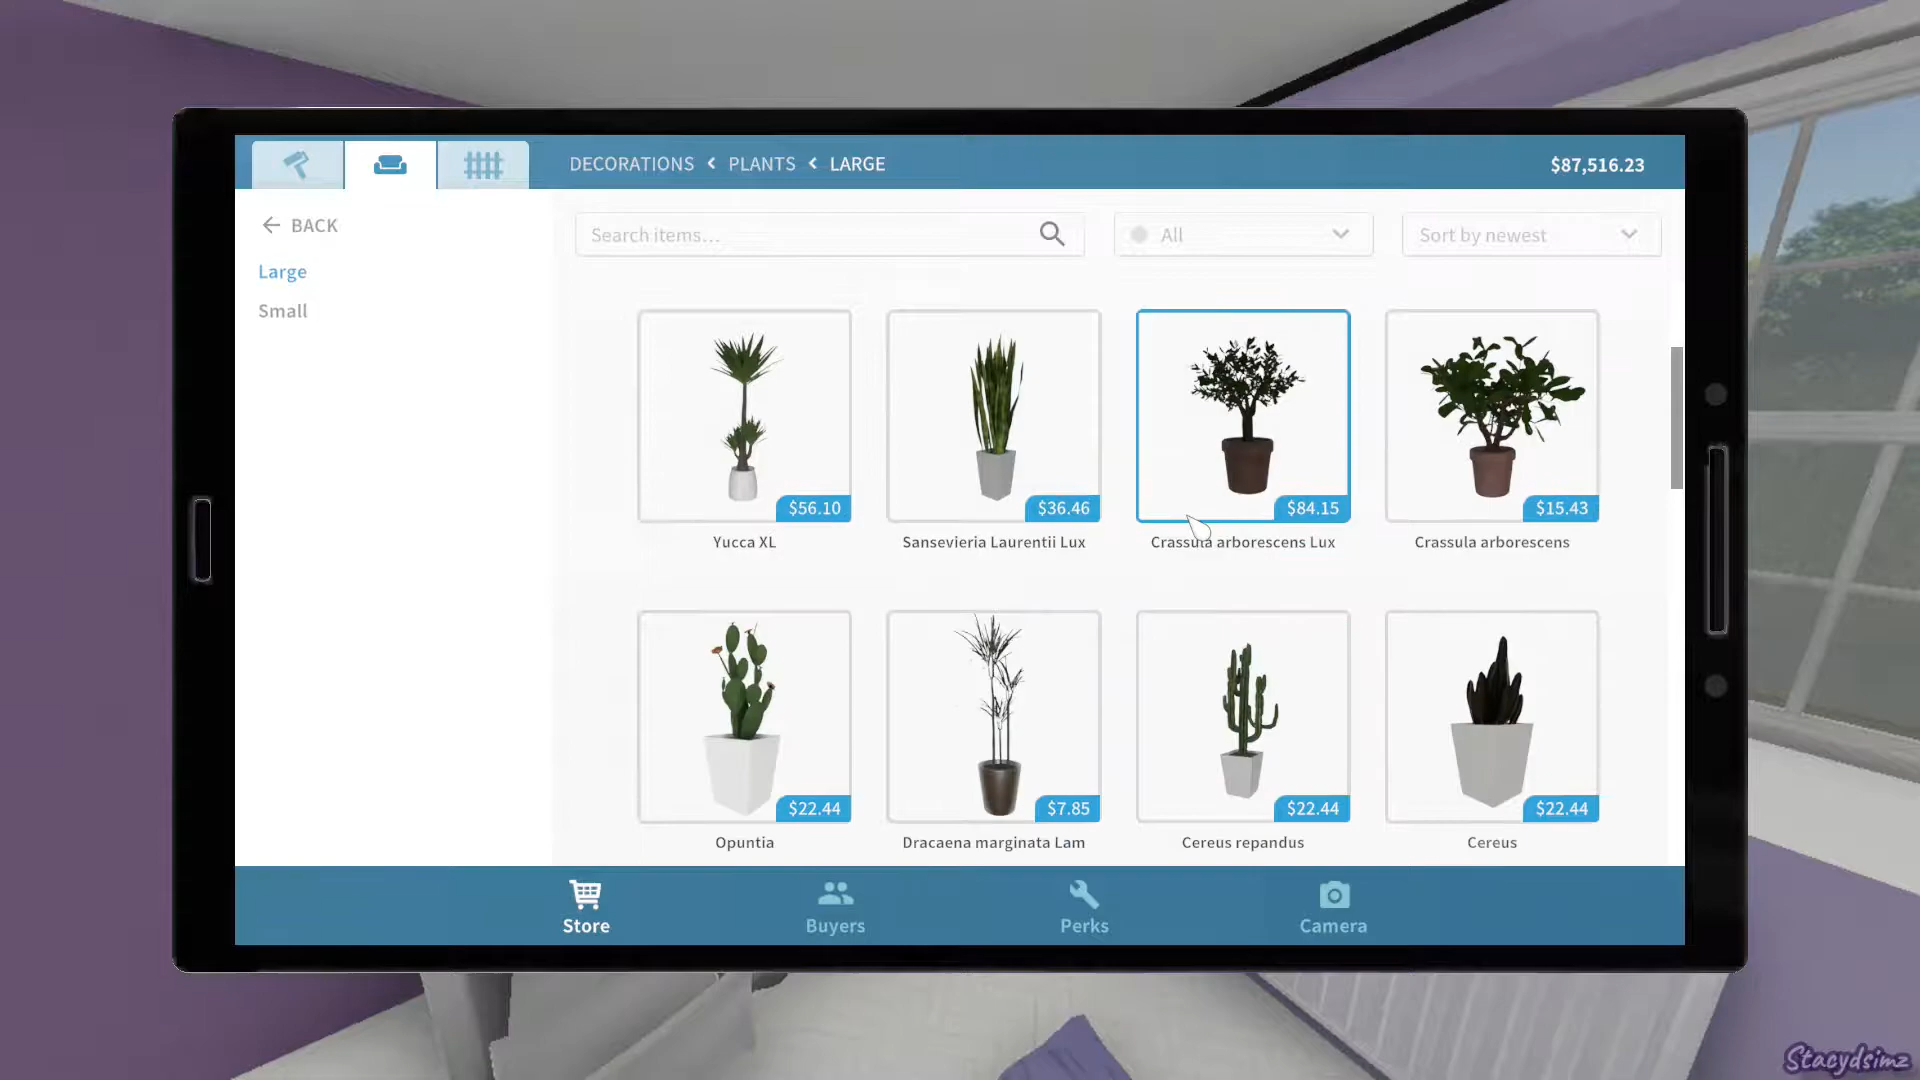 DECORATIONS < PLANTS < LARGE
$87,516.23
BACK
Large
Small
Search items...
All
Sort by newest
$56.10
$36.46
$84.15
$15.43
Yucca XL
Sansevieria Laurentii Lux
Crassula arborescens Lux
Crassula arborescens
$22.44
$7.85
$22.44
$22.44
Opuntia
Dracaena marginata Lam
Cereus repandus
Cereus
Store
Buyers
Perks
Camera
Stacydsimz